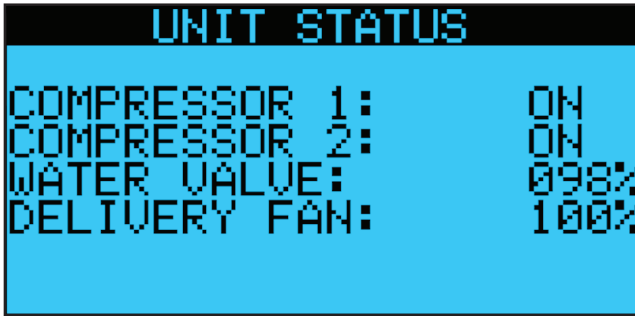 UNIT STATUS
COMPRESSOR 1: ON
COMPRESSOR 2: ON
WATER VALVE: 098%
DELIVERY FAN: 100%